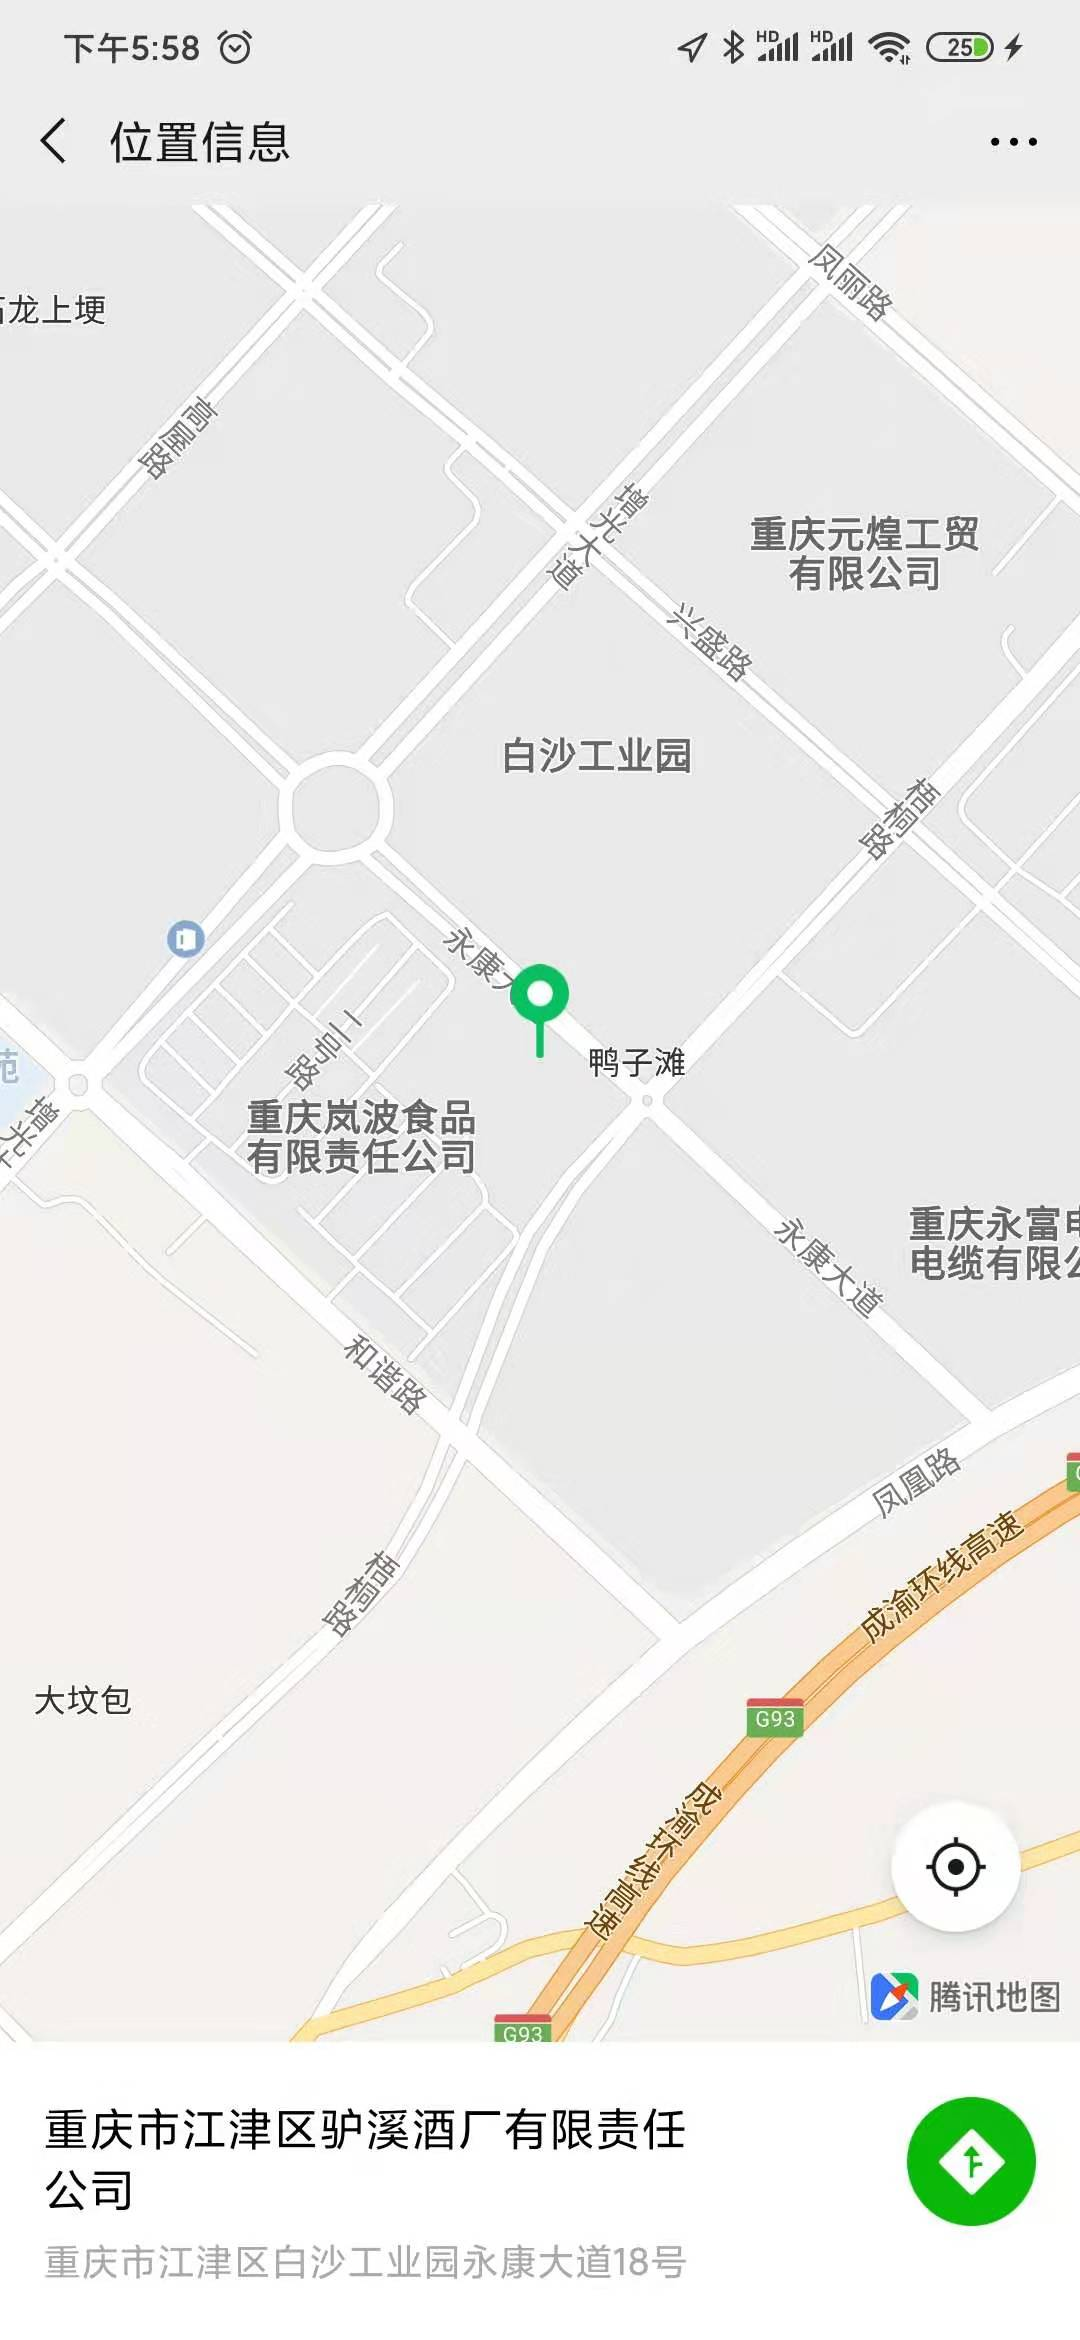 下午5:58
HD
HD
25
位置信息
凤丽路
龙上埂
高屋路
增光大道
重庆元煌工贸
有限公司
兴盛路
白沙工业园
梧桐路
永康大
二号路
鸭子滩
苑
增光
重庆岚波食品
有限责任公司
重庆永富电
电缆有限公
永康大道
和谐路
凤凰路
成渝环线高速
梧桐路
大坟包
G93
成渝环线高速
腾讯地图
G93
重庆市江津区驴溪酒厂有限责任
公司
重庆市江津区白沙工业园永康大道18号